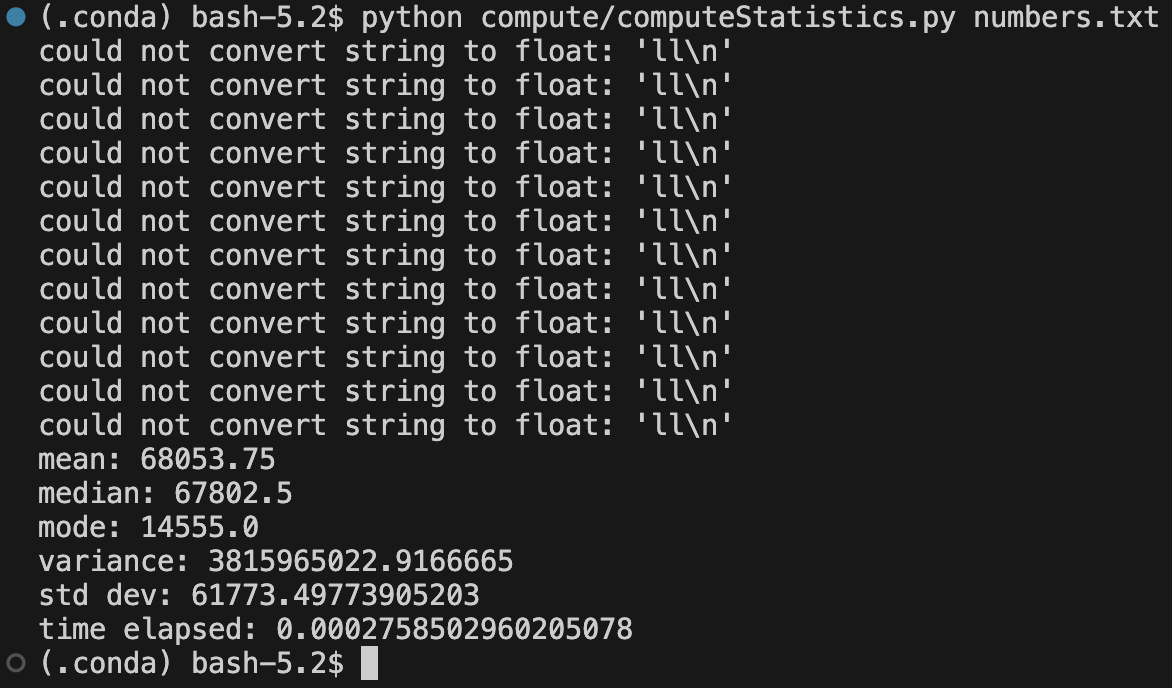 (.conda) bash-5.2$ python compute/computeStatistics.py numbers.txt
could not convert string to float: 'll\n'
could not convert string to float: 'll\n'
could not convert string to float: 'll\n'
could not convert string to float: 'll\n'
could not convert string to float: 'll\n'
could not convert string to float: 'll\n'
could not convert string to float: 'll\n'
could not convert string to float: 'll\n'
could not convert string to float: 'll\n'
could not convert string to float: 'll\n'
could not convert string to float: 'll\n'
could not convert string to float: 'll\n'
mean: 68053.75
median: 67802.5
mode: 14555.0
variance: 3815965022.9166665
std dev: 61773.49773905203
time elapsed: 0.0002758502960205078
(.conda) bash-5.2$